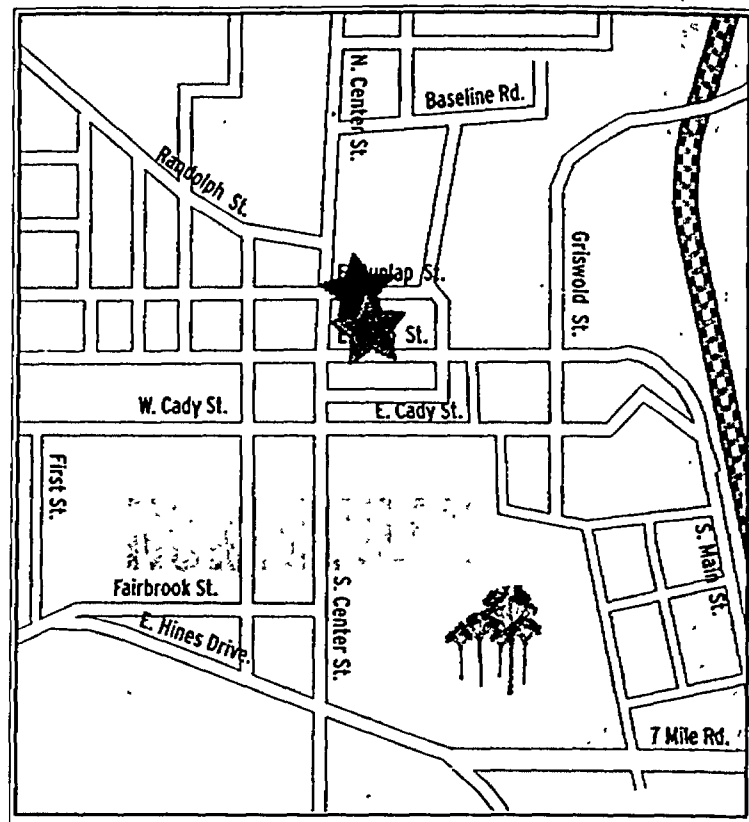 N. Center St.
Baseline Rd.
Randolph St.
Griswold St.
St.
St.
W. Cady St.
E. Cady St.
First St.
Fairbrook St.
S. Center St.
S. Main St.
E. Hines Drive.
7 Mile Rd.